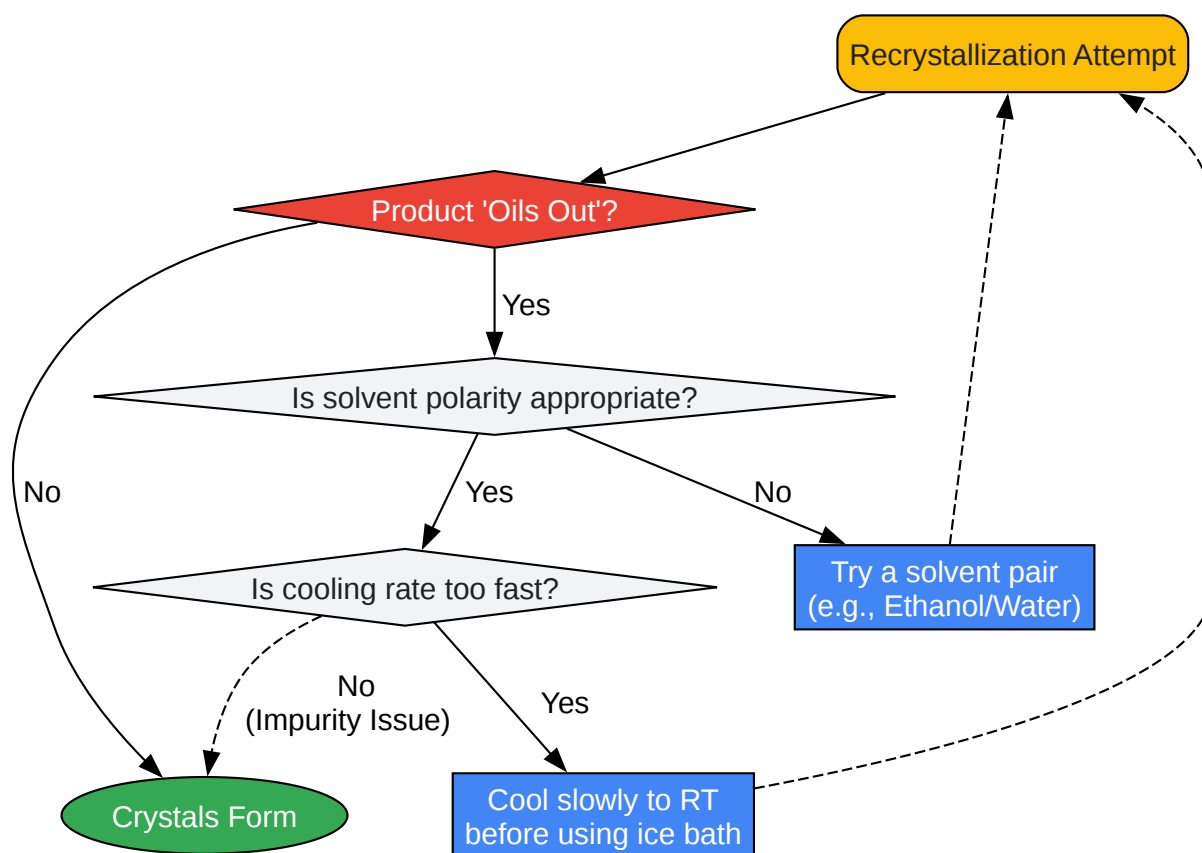 Recrystallization Attempt
Product 'Oils Out'?
Yes
Is solvent polarity appropriate?
No
Yes
No
Try a solvent pair
(e.g., Ethanol/Water)
Is cooling rate too fast?
No
(Impurity Issue)
Yes
Crystals Form
Cool slowly to RT
before using ice bath